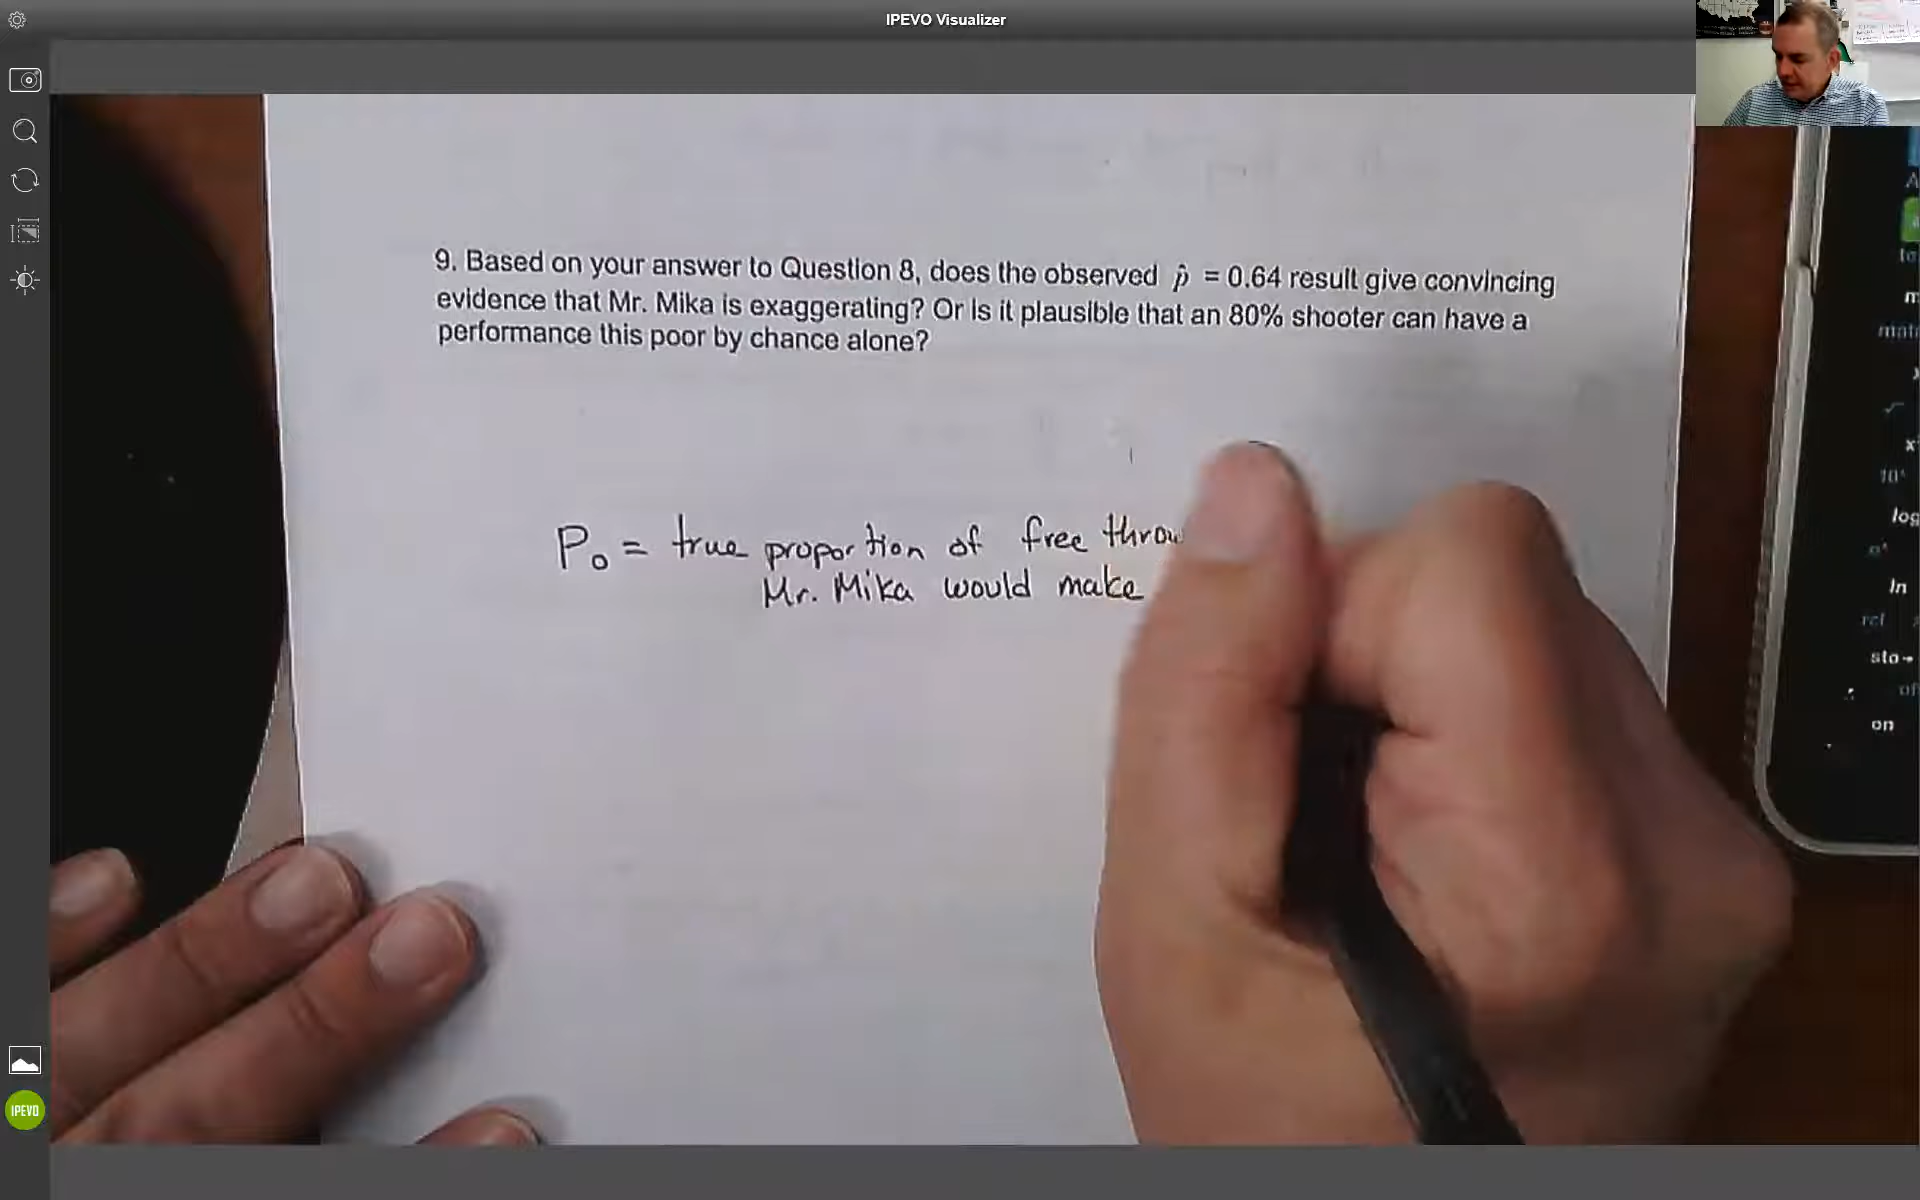 IPEVO Visualizer
9. Based on your answer to Question 8, does the observed p̂ = 0.64 result give convincing
evidence that Mr. Mika is exaggerating? Or is it plausible that an 80% shooter can have a
performance this poor by chance alone?
P₀ = true proportion of free throw
Mr. Mika would make
log
ln
sto→
on
IPEVO